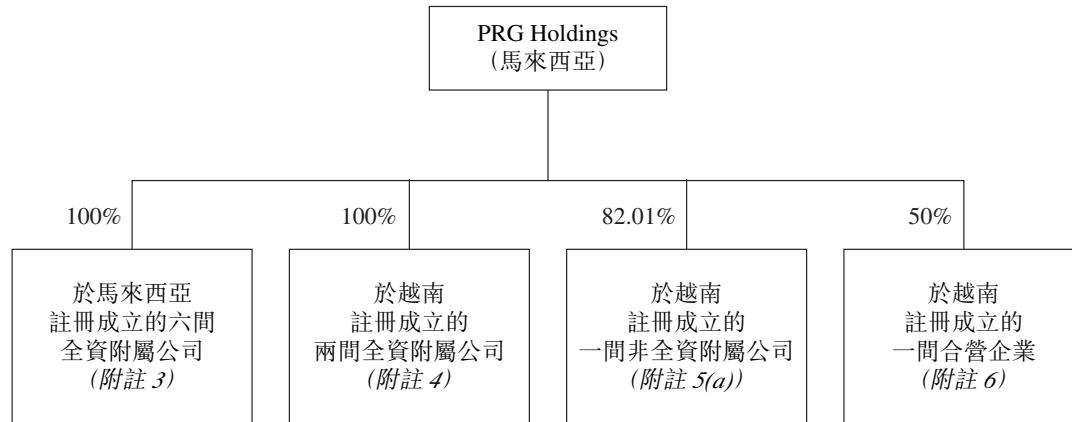 PRG Holdings
（馬來西亞）
100%
100%
82.01%
50%
於馬來西亞
註冊成立的六間
全資附屬公司
(附註 3)
於越南
註冊成立的
兩間全資附屬公司
(附註 4)
於越南
註冊成立的
一間非全資附屬公司
(附註 5(a))
於越南
註冊成立的
一間合營企業
(附註 6)